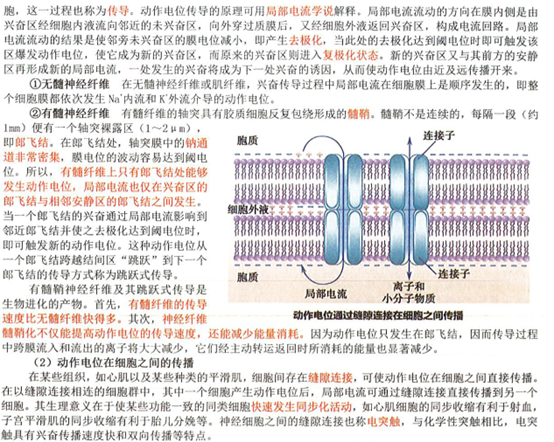 胞，这一过程也称为传导。动作电位传导的原理可用局部电流学说解释。局部电流流动的方向在膜内侧是由
兴奋区经细胞内液流向邻近的未兴奋区，向外穿过质膜后，又经细胞外液返回兴奋区，构成电流回路。局部
电流流动的结果是使邻旁未兴奋区的膜电位减小，即产生去极化，当此处的去极化达到阈电位时即可触发该
区爆发动作电位，使它成为新的兴奋区，而原来的兴奋区则进入复极化状态。新的兴奋区又与其前方的安静
区再形成新的局部电流，一处发生的兴奋将成为下一处兴奋的诱因，从而使动作电位由近及远传播开来。
①无髓神经纤维 在无髓神经纤维或肌纤维，兴奋传导过程中局部电流在细胞膜上是顺序发生的，即整
个细胞膜都依次发生Na⁺内流和K⁺外流介导的动作电位。
②有髓神经纤维 有髓纤维的轴突具有胶质细胞反复包绕形成的髓鞘。髓鞘不是连续的，每隔一段（约
1mm）便有一个轴突裸露区（1～2μm），
即郎飞结。在郎飞结处，轴突膜中的钠通
道非常密集，膜电位的波动容易达到阈电
位。所以，有髓纤维上只有郎飞结处能够
发生动作电位，局部电流也仅在兴奋区的
郎飞结与相邻安静区的郎飞结之间发生。
当一个郎飞结的兴奋通过局部电流影响到
邻近郎飞结并使之去极化达到阈电位时，
即可触发新的动作电位。这种动作电位从
一个郎飞结跨越结间区“跳跃”到下一个
郎飞结的传导方式称为跳跃式传导。
胞质
连接子
细胞外液
胞质
连接子
局部电流
离子和
小分子物质
动作电位通过缝隙连接在细胞之间传播
有髓鞘神经纤维及其跳跃式传导是
生物进化的产物。首先，有髓纤维的传导
速度比无髓纤维快得多。其次，神经纤维
髓鞘化不仅能提高动作电位的传导速度，还能减少能量消耗。因为动作电位只发生在郎飞结，因而传导过程
中跨膜流入和流出的离子将大大减少，它们经主动转运返回时所消耗的能量也显著减少。
（2）动作电位在细胞之间的传播
在某些组织，如心肌以及某些种类的平滑肌，细胞间存在缝隙连接，可使动作电位在细胞之间直接传播。
在以缝隙连接相连的细胞群中，其中一个细胞产生动作电位后，局部电流可通过缝隙连接直接传播到另一个
细胞。其生理意义在于使某些功能一致的同类细胞快速发生同步化活动，如心肌细胞的同步收缩有利于射血，
子宫平滑肌的同步收缩有利于胎儿分娩等。神经细胞之间的缝隙连接也称电突触，与化学性突触相比，电突
触具有兴奋传播速度快和双向传播等特点。